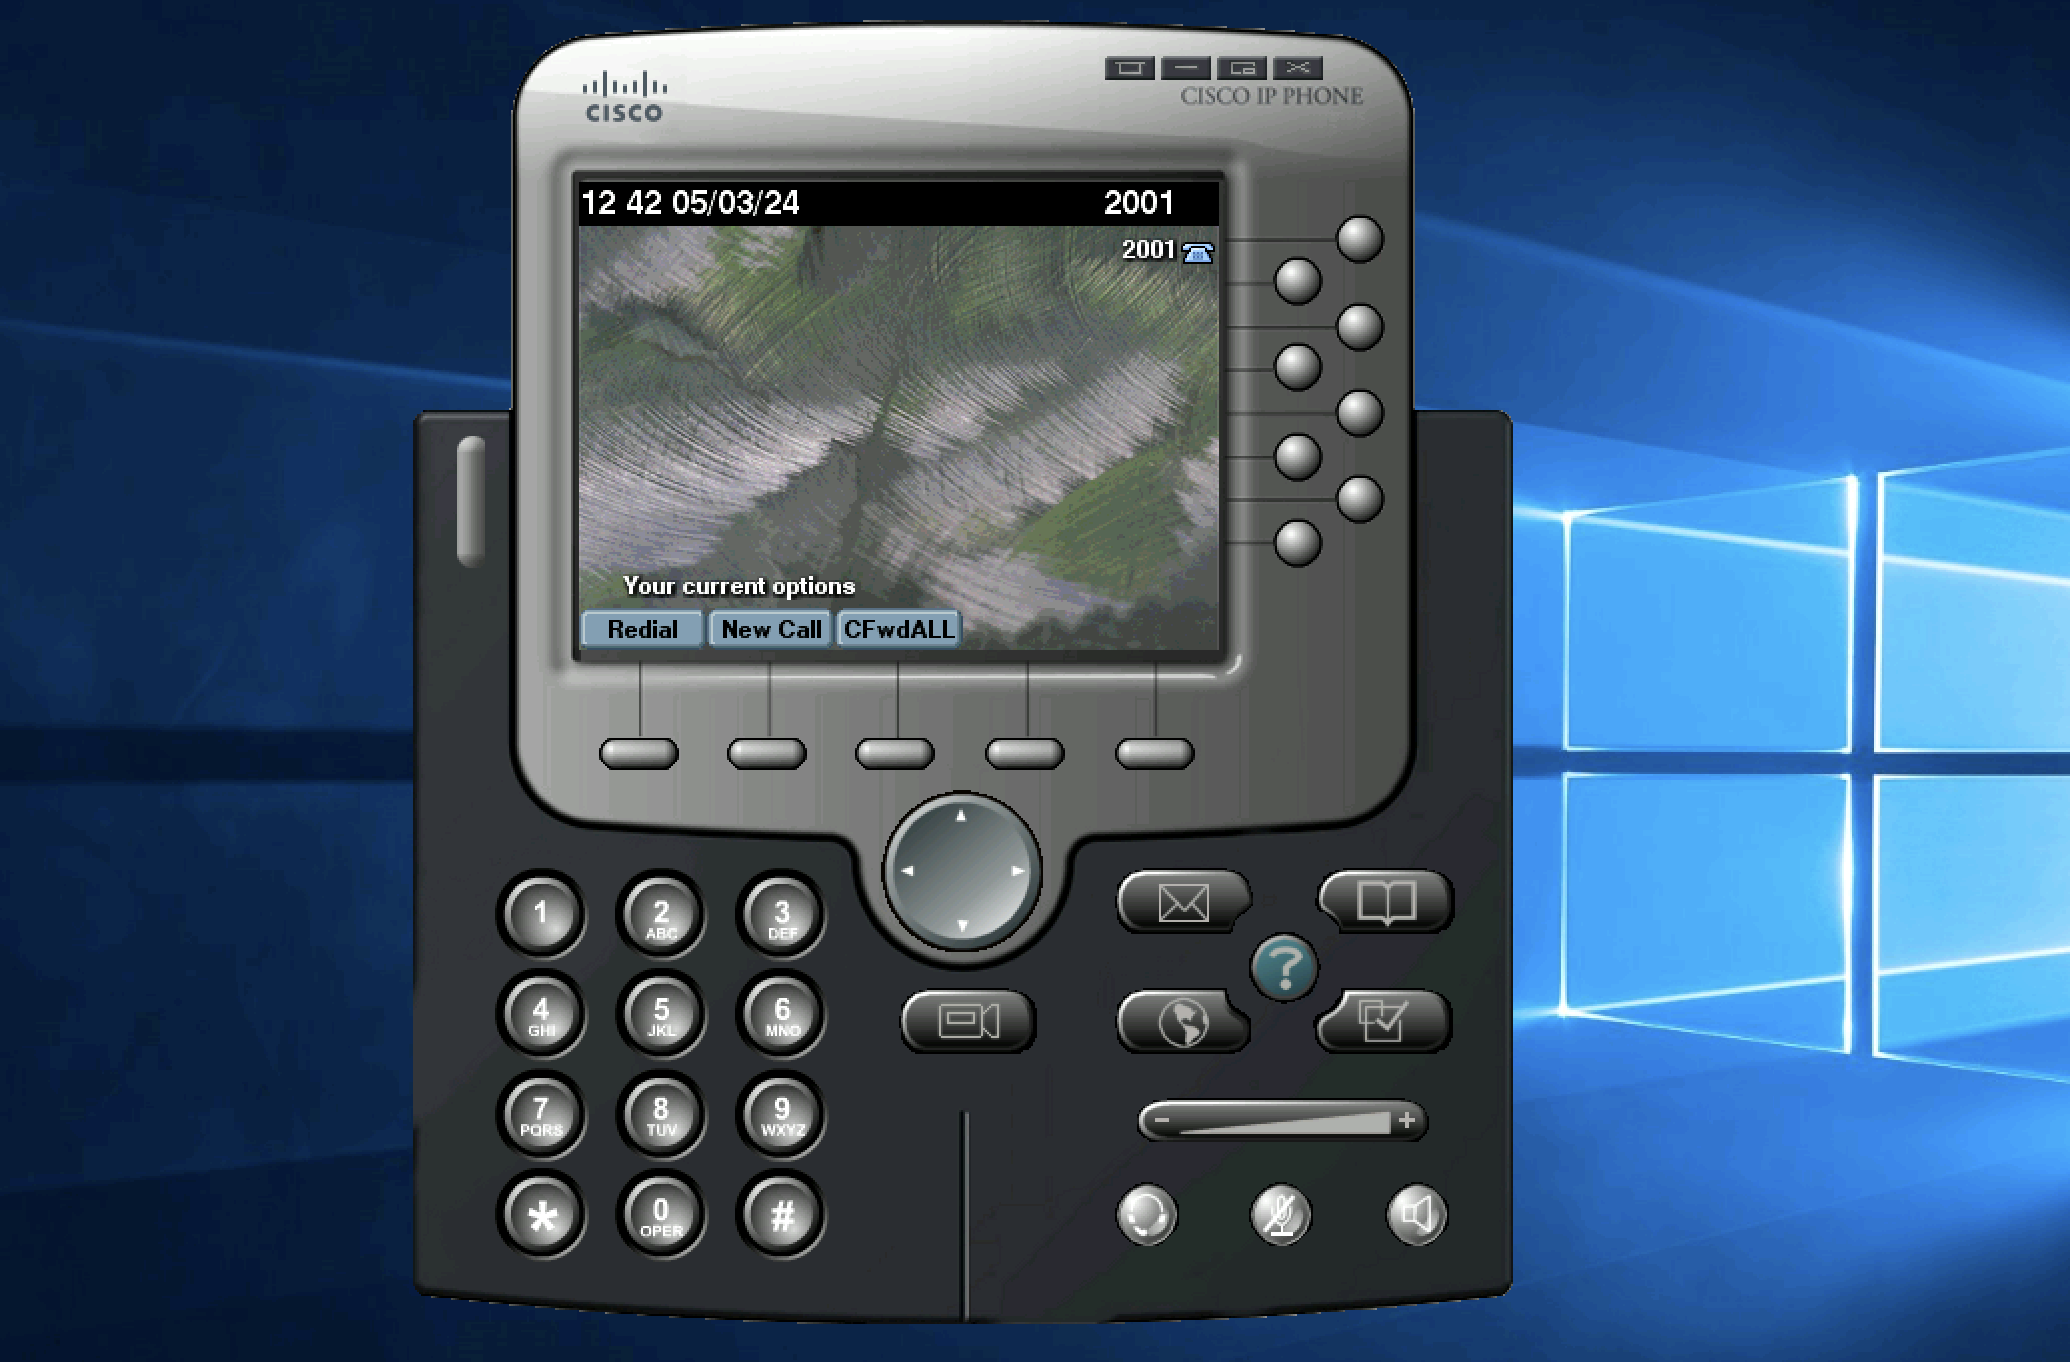 CISCO
CISCO IP PHONE
12 42 05/03/24 2001
2001
Your current options
Redial New Call CFwdALL
1
2 ABC
3 DEF
4 GHI
5 JKL
6 MNO
7 PQRS
8 TUV
9 WXYZ
*
0 OPER
#
?
- +